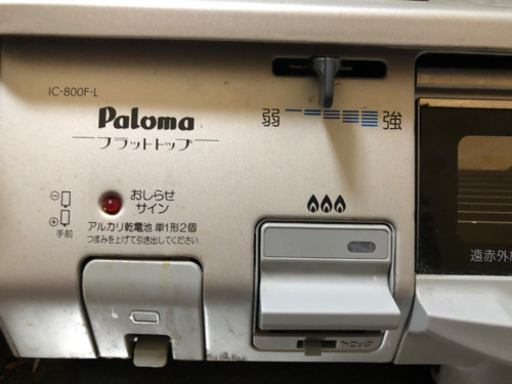 IC-800F-L
Paloma
フラットトップ
弱
強
おしらせ
サイン
手前
アルカリ乾電池 単1形2個
つまみを上げて引き出してください
遠赤外線